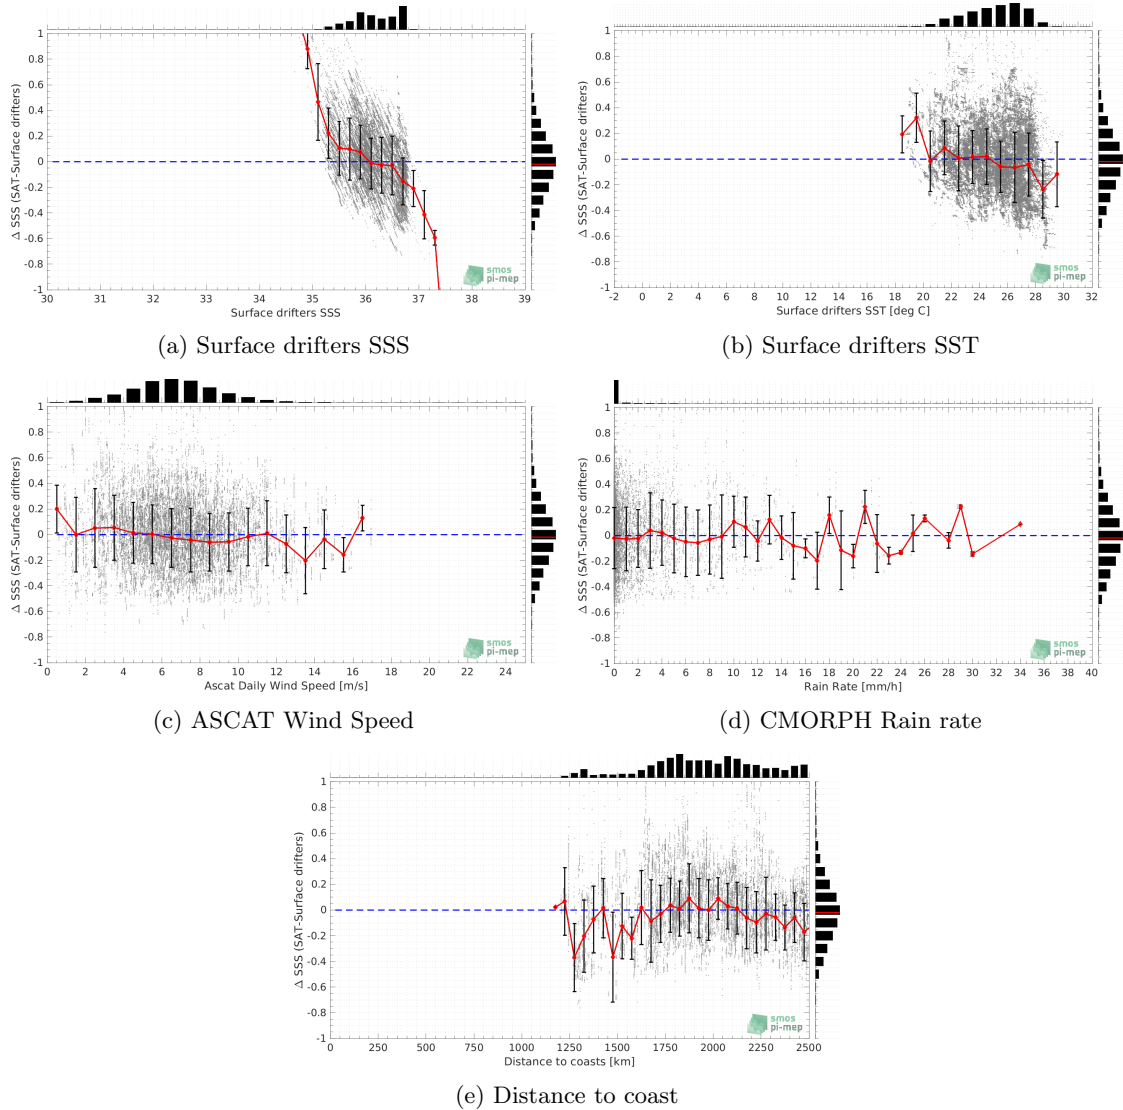 1
0.8
0.6
0.4
0.2
0
-0.2
-0.4
-0.6
-0.8
-1
Δ SSS (SAT-Surface drifters)
30 31 32 33 34 35 36 37 38 39
Surface drifters SSS
smos
pi-mep
(a) Surface drifters SSS
1
0.8
0.6
0.4
0.2
0
-0.2
-0.4
-0.6
-0.8
-1
Δ SSS (SAT-Surface drifters)
-2 0 2 4 6 8 10 12 14 16 18 20 22 24 26 28 30 32
Surface drifters SST [deg C]
smos
pi-mep
(b) Surface drifters SST
1
0.8
0.6
0.4
0.2
0
-0.2
-0.4
-0.6
-0.8
-1
Δ SSS (SAT-Surface drifters)
0 2 4 6 8 10 12 14 16 18 20 22 24
Ascat Daily Wind Speed [m/s]
smos
pi-mep
(c) ASCAT Wind Speed
1
0.8
0.6
0.4
0.2
0
-0.2
-0.4
-0.6
-0.8
-1
Δ SSS (SAT-Surface drifters)
0 2 4 6 8 10 12 14 16 18 20 22 24 26 28 30 32 34 36 38 40
Rain Rate [mm/h]
smos
pi-mep
(d) CMORPH Rain rate
1
0.8
0.6
0.4
0.2
0
-0.2
-0.4
-0.6
-0.8
-1
Δ SSS (SAT-Surface drifters)
0 250 500 750 1000 1250 1500 1750 2000 2250 2500
Distance to coasts [km]
smos
pi-mep
(e) Distance to coast